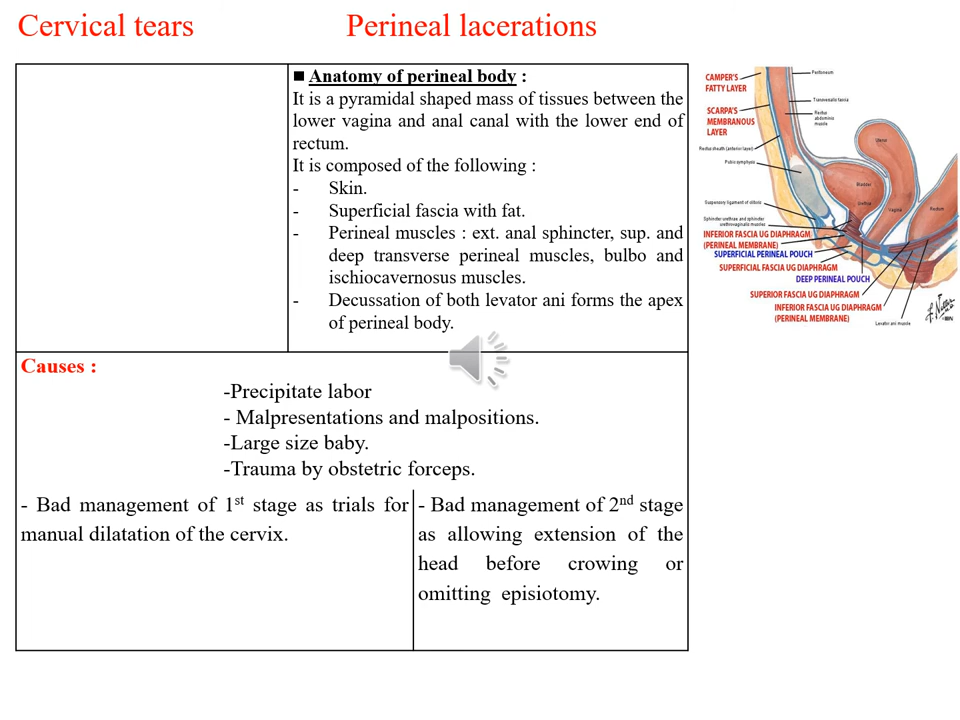 Cervical tears
Perineal lacerations
■ Anatomy of perineal body :
It is a pyramidal shaped mass of tissues between the
lower vagina and anal canal with the lower end of
rectum.
It is composed of the following :
- Skin.
- Superficial fascia with fat.
- Perineal muscles : ext. anal sphincter, sup. and
deep transverse perineal muscles, bulbo and
ischiocavernosus muscles.
- Decussation of both levator ani forms the apex
of perineal body.
Causes :
-Precipitate labor
- Malpresentations and malpositions.
-Large size baby.
-Trauma by obstetric forceps.
- Bad management of 1st stage as trials for
manual dilatation of the cervix.
- Bad management of 2nd stage
as allowing extension of the
head before crowing or
omitting episiotomy.
CAMPER'S
FATTY LAYER
SCARPA'S
MEMBRANOUS
LAYER
Rectus sheath (anterior layer)
Pubic symphysis
Suspensory ligament of clitoris
Sphincter urethrae and sphincter
urethrovaginalis muscles
INFERIOR FASCIA UG DIAPHRAGM
(PERINEAL MEMBRANE)
SUPERFICIAL PERINEAL POUCH
SUPERFICIAL FASCIA UG DIAPHRAGM
DEEP PERINEAL POUCH
SUPERIOR FASCIA UG DIAPHRAGM
INFERIOR FASCIA UG DIAPHRAGM
(PERINEAL MEMBRANE)
Levator ani muscle
Peritoneum
Transversalis fascia
Rectus
abdominis
muscle
Uterus
Bladder
Urethra
Vagina
Rectum